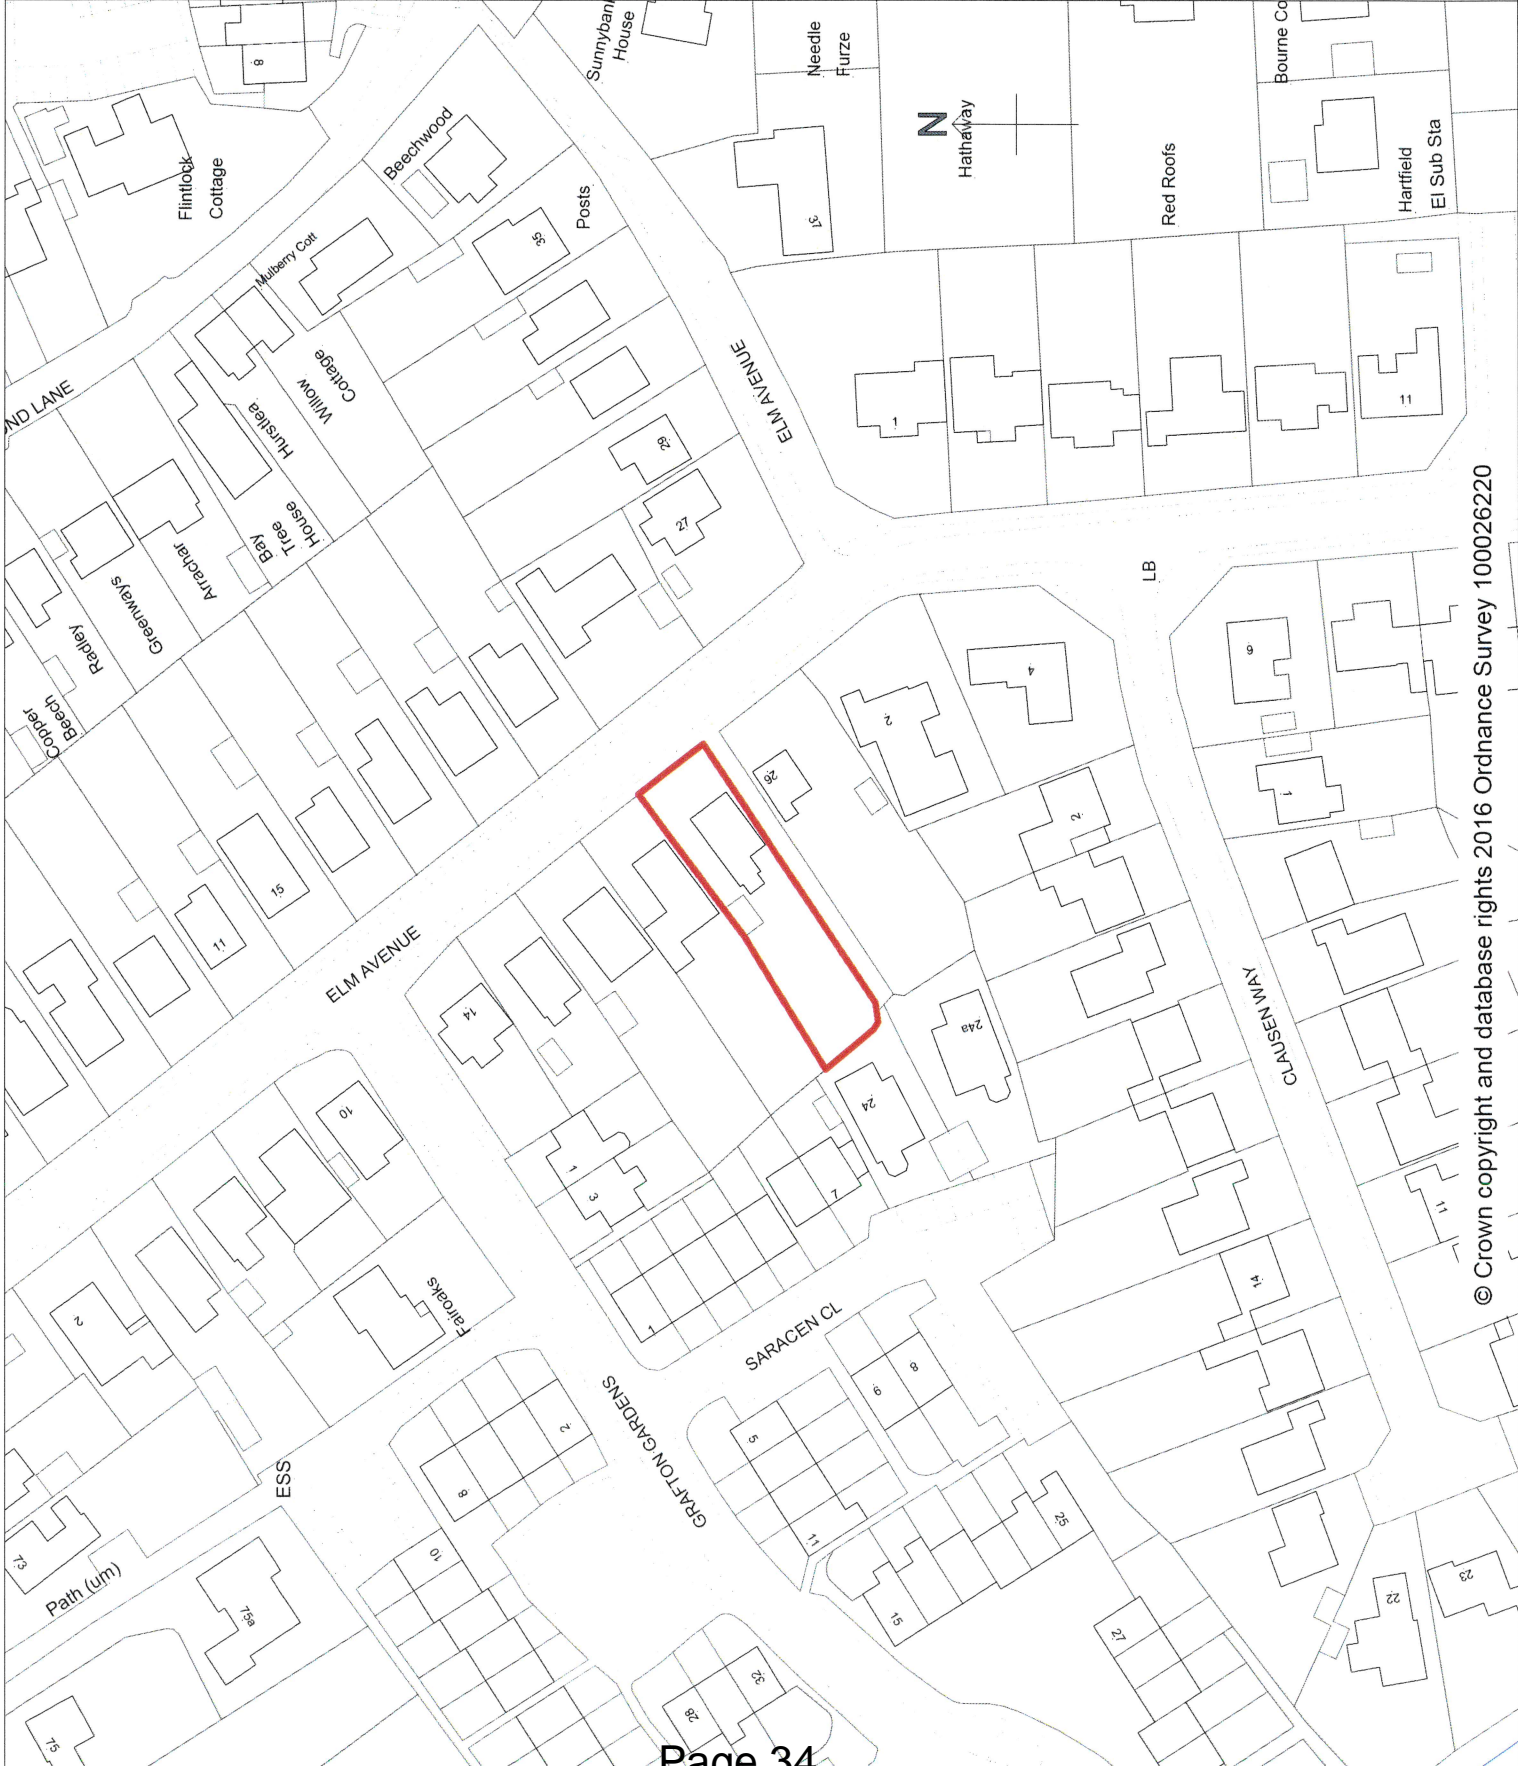 8
Sunnybank
House
Needle
Furze
Bourne Co
Flintlock
Cottage
Beechwood
N
Hathaway
Red Roofs
Hartfield
El Sub Sta
Posts
35
37
Mulberry Cott
OND LANE
Willow
Cottage
Hurstlea
ELM AVENUE
1
11
29
27
Bay
Tree
House
Arrachar
Greenways
Radley
Copper
Beech
LB
4
2
6
26
2
1
15
11
ELM AVENUE
14
24a
24
CLAUSEN WAY
10
1
3
7
11
2
Fairoaks
1
14
SARACEN CL
GRAFTON GARDENS
8
9
2
8
5
11
ESS
10
25
15
73
Path (um)
75a
22
23
27
32
28
75
© Crown copyright and database rights 2016 Ordnance Survey 100026220
Page 34